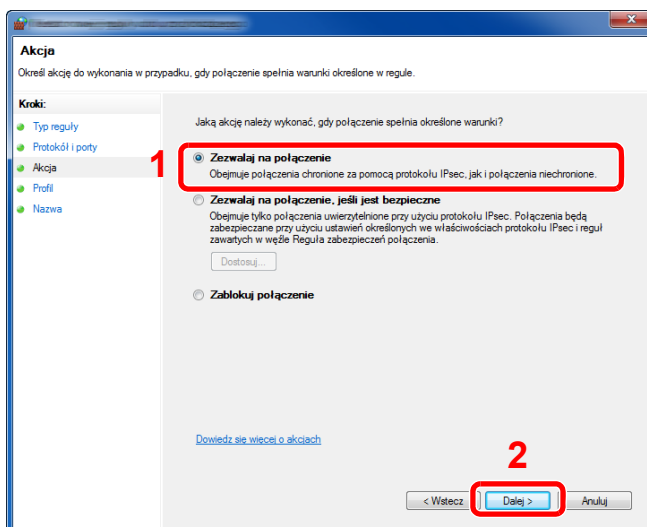 Akcja
Określ akcję do wykonania w przypadku, gdy połączenie spełnia warunki określone w regule.
Kroki:
Typ reguły
Protokół i porty
Akcja
Profil
Nazwa
Jaką akcję należy wykonać, gdy połączenie spełnia określone warunki?
1
Zezwalaj na połączenie
Obejmuje połączenia chronione za pomocą protokołu IPsec, jak i połączenia niechronione.
Zezwalaj na połączenie, jeśli jest bezpieczne
Obejmuje tylko połączenia uwierzytelnione przy użyciu protokołu IPsec. Połączenia będą
zabezpieczane przy użyciu ustawień określonych we właściwościach protokołu IPsec i reguł
zawartych w węźle Reguła zabezpieczeń połączenia.
Dostosuj...
Zablokuj połączenie
Dowiedz się więcej o akcjach
2
< Wstecz Dalej > Anuluj